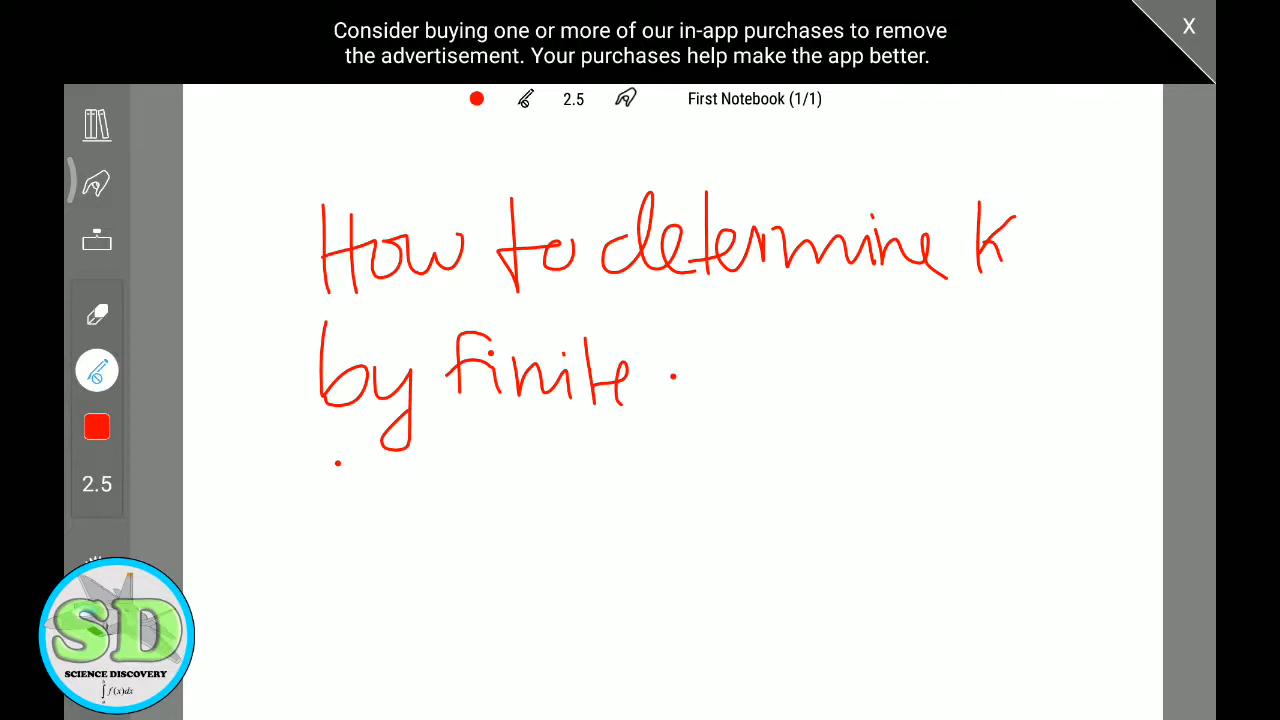 Consider buying one or more of our in-app purchases to remove
the advertisement. Your purchases help make the app better.
X
2.5
First Notebook (1/1)
How to determine K
by finite
2.5
SD
SCIENCE DISCOVERY
∫f(x)dx